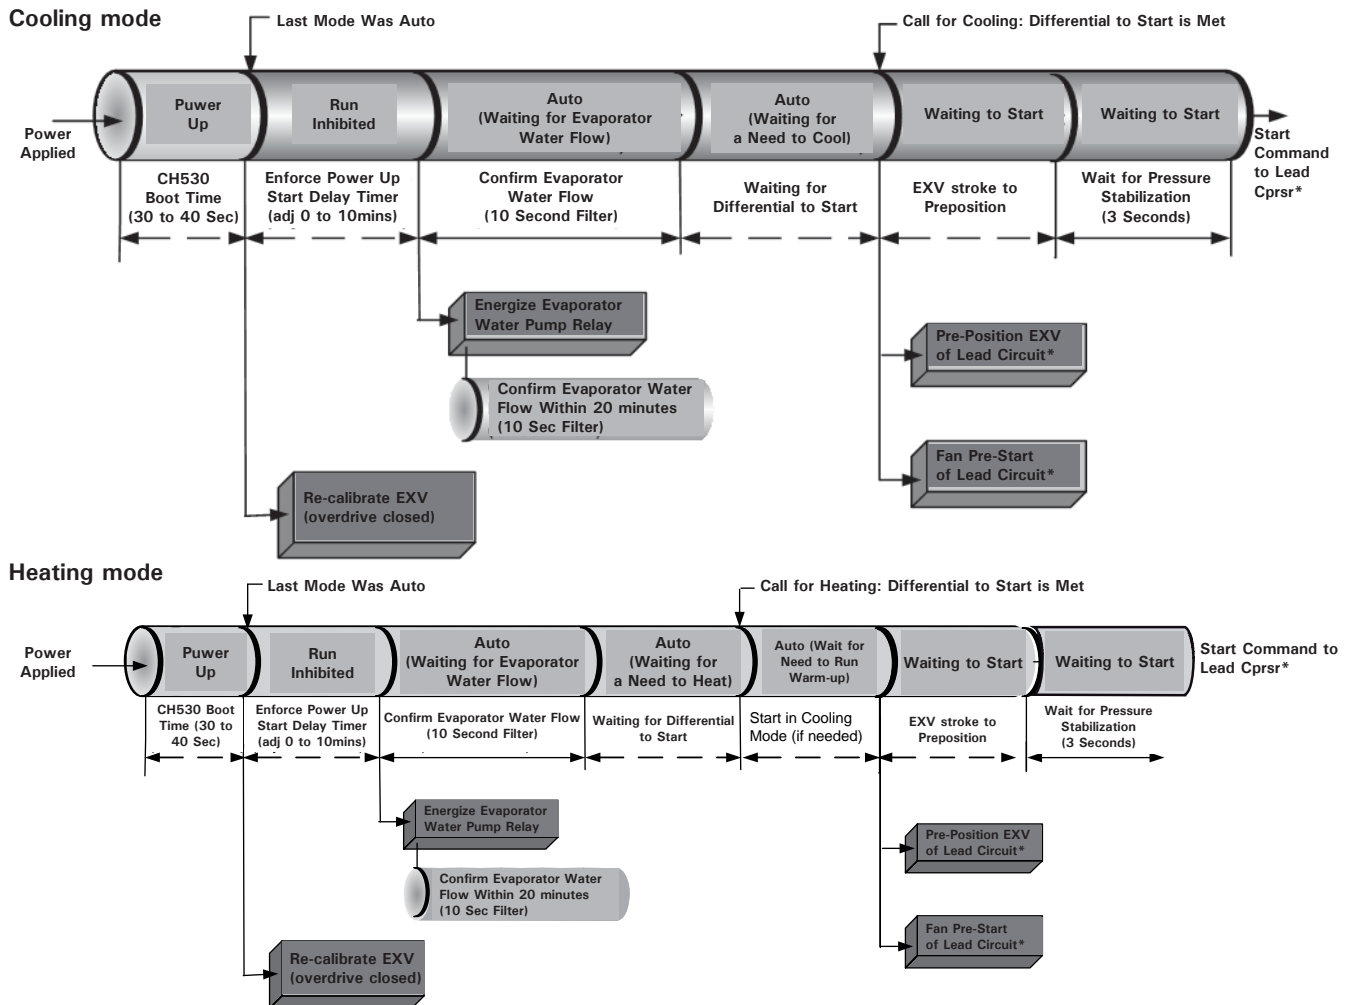 Cooling mode
Last Mode Was Auto
Call for Cooling: Differential to Start is Met
Power
Applied
Puwer
Up
Run
Inhibited
Auto
(Waiting for Evaporator
Water Flow)
Auto
(Waiting for
a Need to Cool)
Waiting to Start
Waiting to Start
Start
Command
to Lead
Cprsr*
CH530
Boot Time
(30 to 40 Sec)
Enforce Power Up
Start Delay Timer
(adj 0 to 10mins)
Confirm Evaporator
Water Flow
(10 Second Filter)
Waiting for
Differential to Start
EXV stroke to
Preposition
Wait for Pressure
Stabilization
(3 Seconds)
Energize Evaporator
Water Pump Relay
Confirm Evaporator Water
Flow Within 20 minutes
(10 Sec Filter)
Pre-Position EXV
of Lead Circuit*
Fan Pre-Start
of Lead Circuit*
Re-calibrate EXV
(overdrive closed)
Heating mode
Last Mode Was Auto
Call for Heating: Differential to Start is Met
Power
Applied
Puwer
Up
Run
Inhibited
Auto
(Waiting for Evaporator
Water Flow)
Auto
(Waiting for
a Need to Heat)
Auto (Wait for
Need to Run
Warm-up)
Waiting to Start
Waiting to Start
Start Command to
Lead Cprsr*
CH530 Boot
Time (30 to
40 Sec)
Enforce Power Up
Start Delay Timer
(adj 0 to 10mins)
Confirm Evaporator Water Flow
(10 Second Filter)
Waiting for Differential
to Start
Start in Cooling
Mode (if needed)
EXV stroke to
Preposition
Wait for Pressure
Stabilization
(3 Seconds)
Energize Evaporator
Water Pump Relay
Confirm Evaporator Water
Flow Within 20 minutes
(10 Sec Filter)
Pre-Position EXV
of Lead Circuit*
Fan Pre-Start
of Lead Circuit*
Re-calibrate EXV
(overdrive closed)